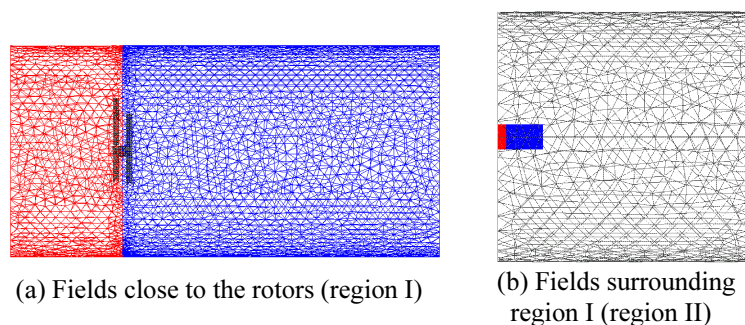 (a) Fields close to the rotors (region I)
(b) Fields surrounding
region I (region II)